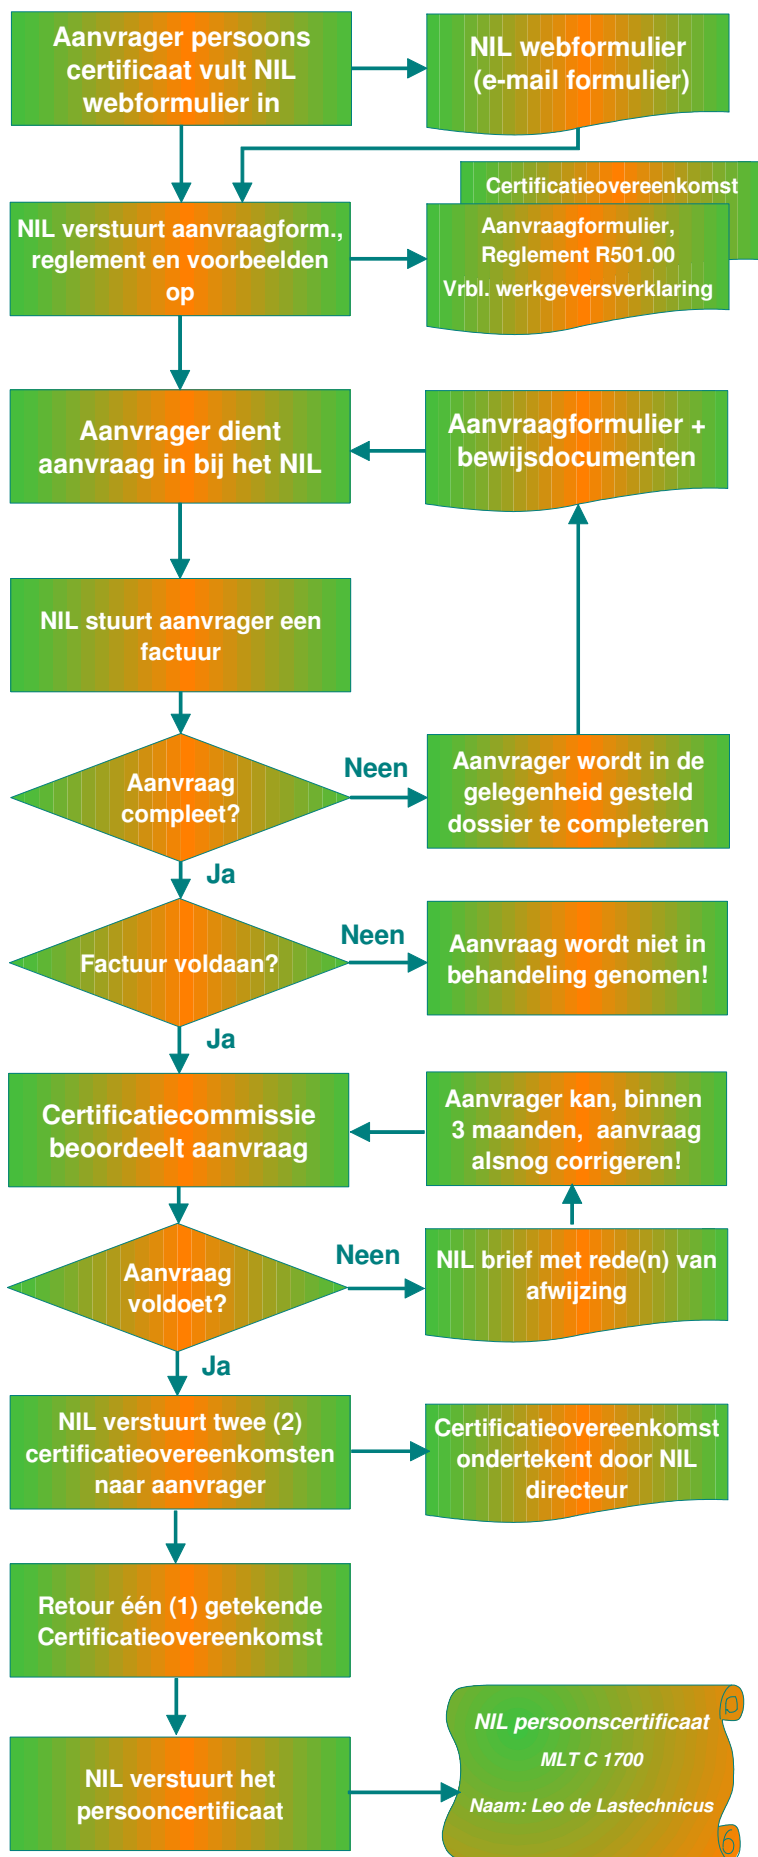 Aanvrager persoons
certificaat vult NIL
webformulier in
NIL webformulier
(e-mail formulier)
Certificatieovereenkomst
NIL verstuurt aanvraagform.,
reglement en voorbeelden
op
Aanvraagformulier,
Reglement R501.00
Vrbl. werkgeversverklaring
Aanvrager dient
aanvraag in bij het NIL
Aanvraagformulier +
bewijsdocumenten
NIL stuurt aanvrager een
factuur
Aanvraag
compleet?
Neen
Aanvrager wordt in de
gelegenheid gesteld
dossier te completeren
Ja
Factuur voldaan?
Neen
Aanvraag wordt niet in
behandeling genomen!
Ja
Certificatiecommissie
beoordeelt aanvraag
Aanvrager kan, binnen
3 maanden, aanvraag
alsnog corrigeren!
Aanvraag
voldoet?
Neen
NIL brief met rede(n) van
afwijzing
Ja
NIL verstuurt twee (2)
certificatieovereenkomsten
naar aanvrager
Certificatieovereenkomst
ondertekent door NIL
directeur
Retour één (1) getekende
Certificatieovereenkomst
NIL verstuurt het
persooncertificaat
NIL persoonscertificaat
MLT C 1700
Naam: Leo de Lastechnicus